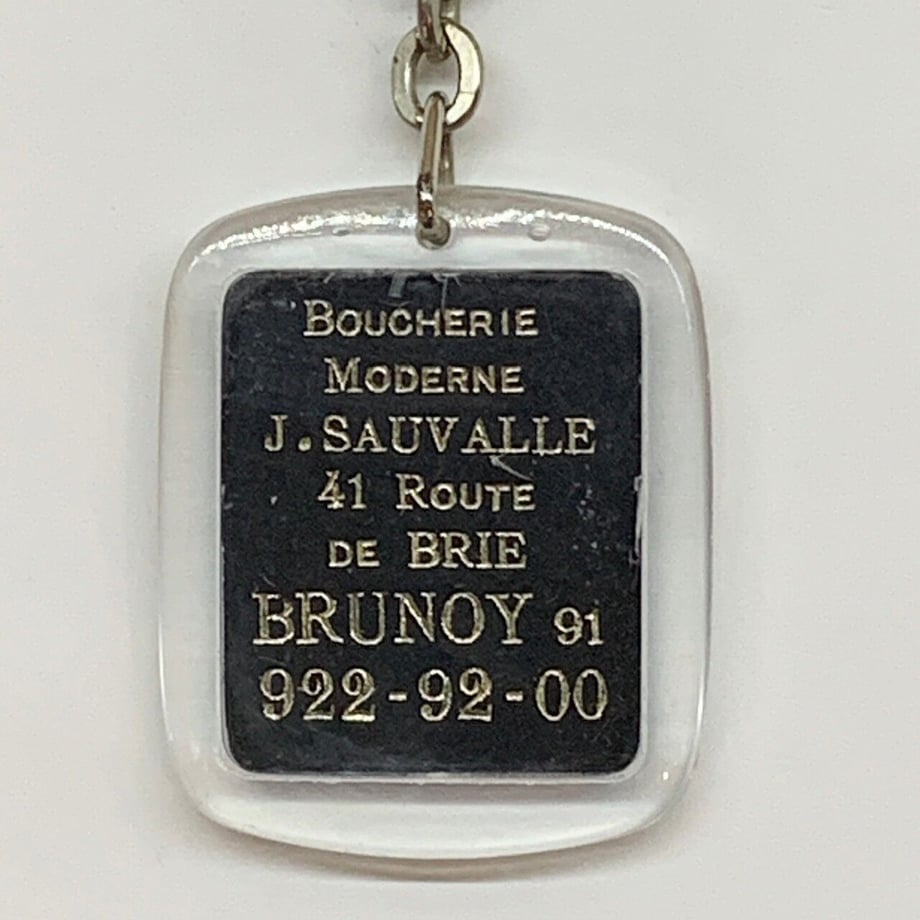 BOUCHERIE
MODERNE
J. SAUVALLE
41 ROUTE
DE BRIE
BRUNOY 91
922-92-00